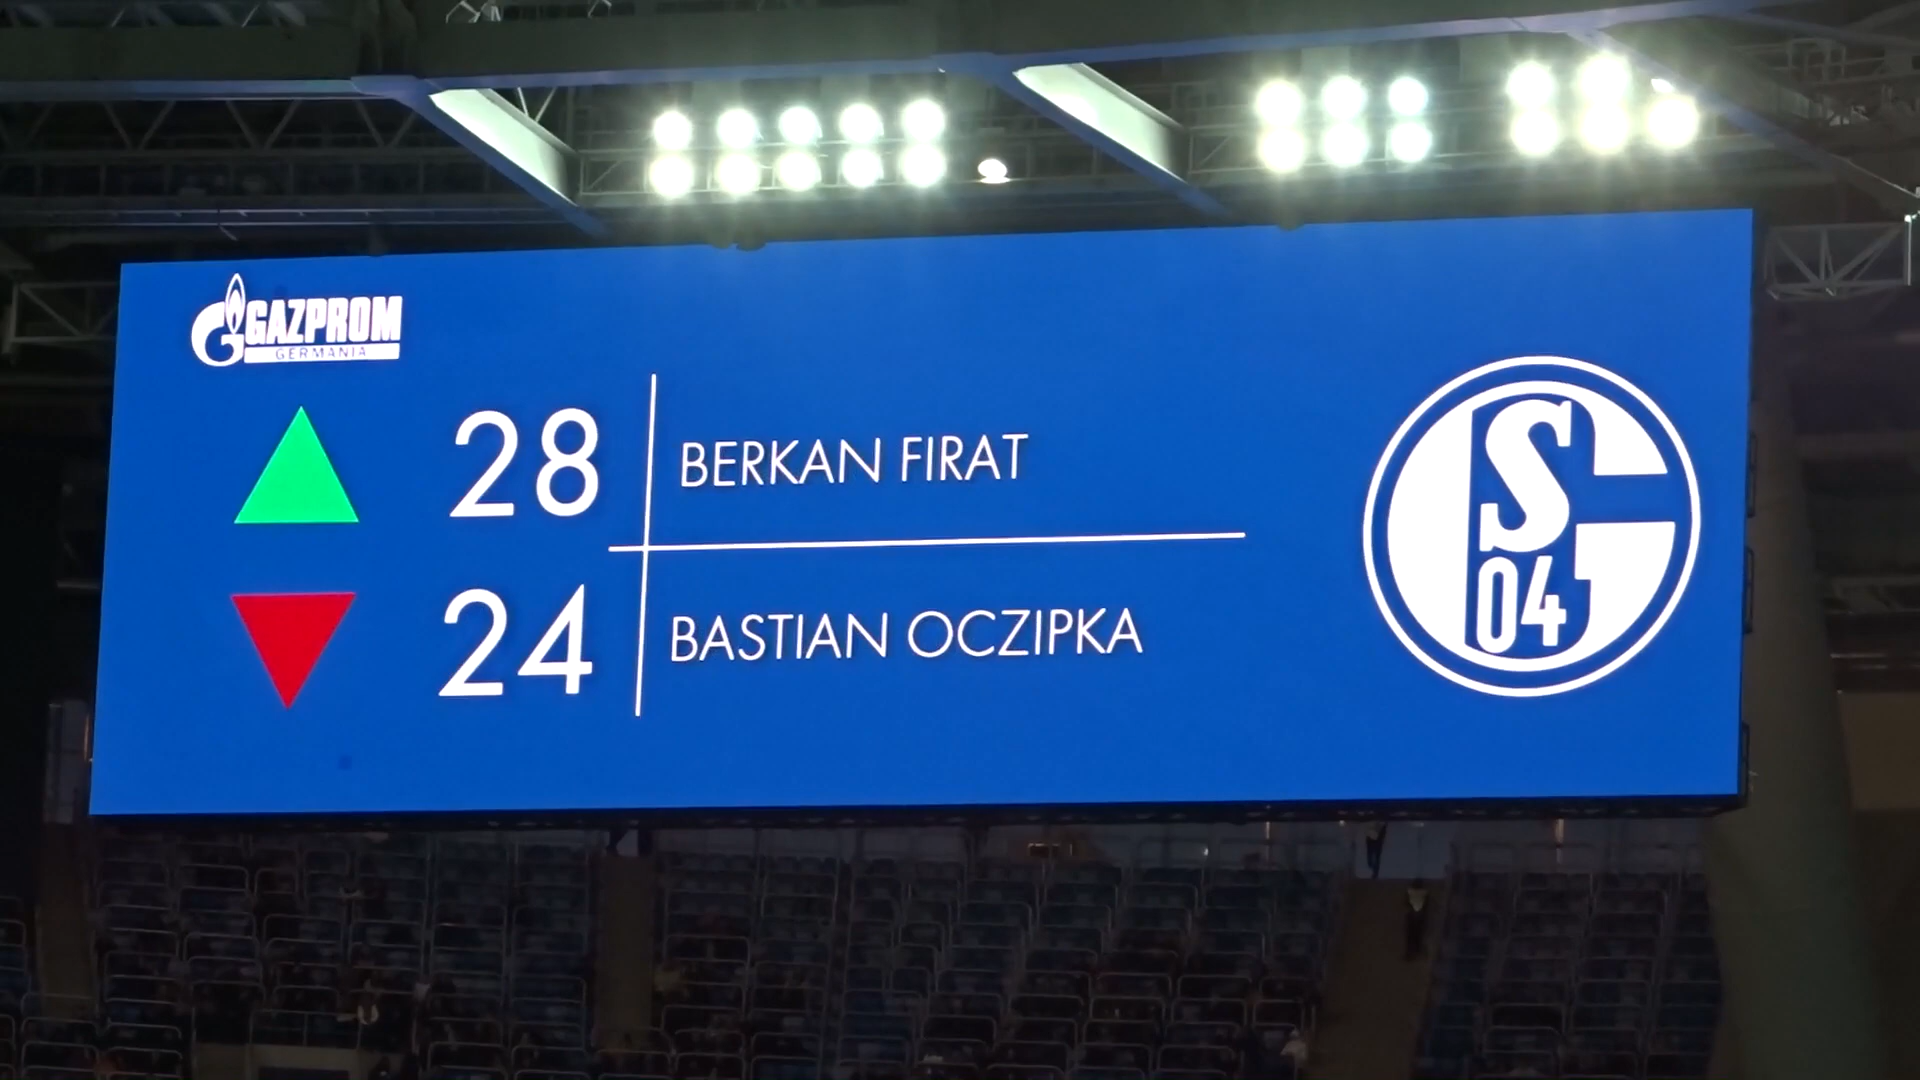 GAZPROM
GERMANIA
28 BERKAN FIRAT
24 BASTIAN OCZIPKA
S
04